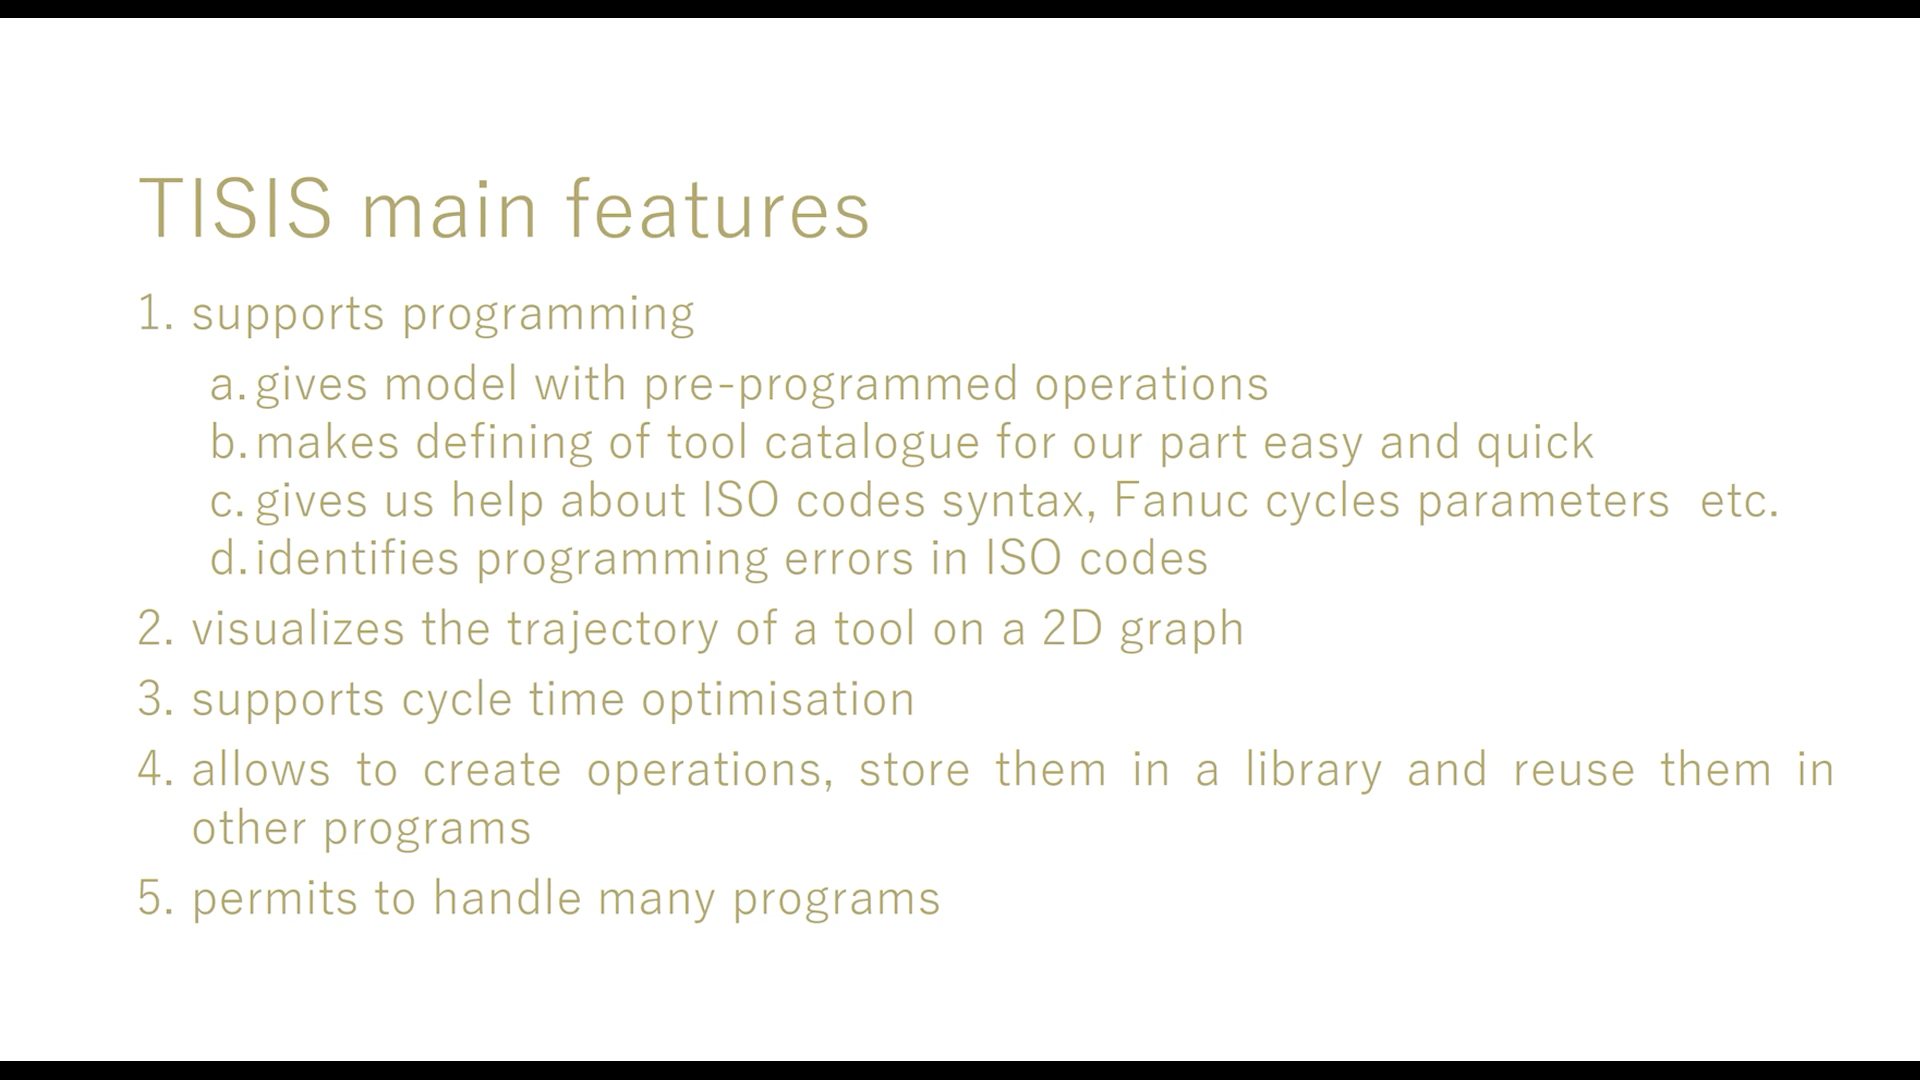 TISIS main features
1. supports programming
a. gives model with pre-programmed operations
b. makes defining of tool catalogue for our part easy and quick
c. gives us help about ISO codes syntax, Fanuc cycles parameters  etc.
d. identifies programming errors in ISO codes
2. visualizes the trajectory of a tool on a 2D graph
3. supports cycle time optimisation
4. allows to create operations, store them in a library and reuse them in
other programs
5. permits to handle many programs